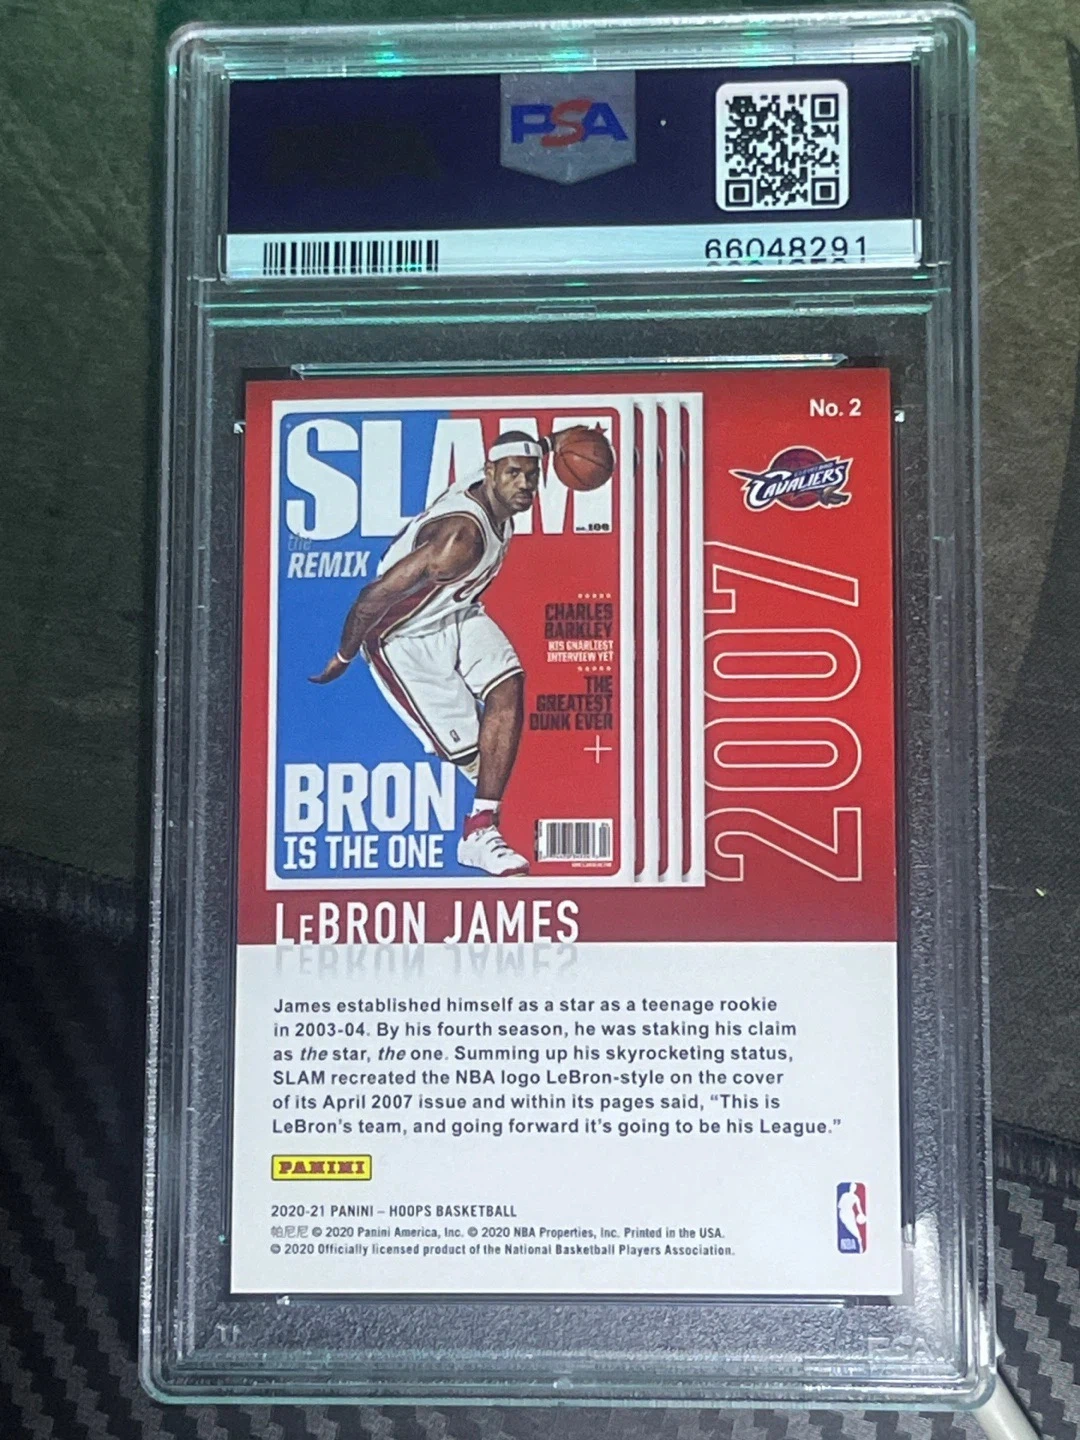 PSA
66048291
No. 2
CLEVELAND
CAVALIERS
SLAM
no.108
the
REMIX
CHARLES
BARKLEY
HIS GNARLIEST
INTERVIEW YET
THE
GREATEST
DUNK EVER
+
BRON
IS THE ONE
2007
LEBRON JAMES
James established himself as a star as a teenage rookie
in 2003-04. By his fourth season, he was staking his claim
as the star, the one. Summing up his skyrocketing status,
SLAM recreated the NBA logo LeBron-style on the cover
of its April 2007 issue and within its pages said, “This is
LeBron's team, and going forward it's going to be his League.”
PANINI
2020-21 PANINI – HOOPS BASKETBALL
帕尼尼 © 2020 Panini America, Inc. © 2020 NBA Properties, Inc. Printed in the USA.
© 2020 Officially licensed product of the National Basketball Players Association.
NBA
PSA